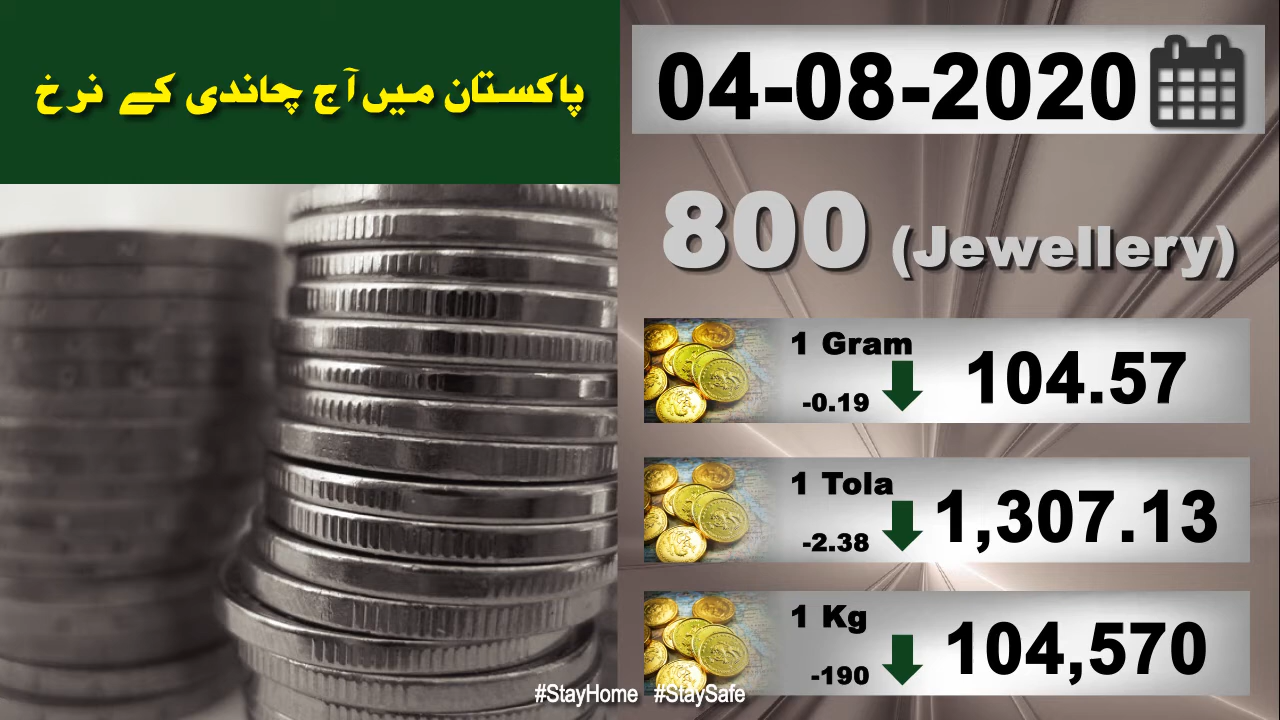 پاکستان میں آج چاندی کے نرخ
04-08-2020
800 (Jewellery)
1 Gram
-0.19
104.57
1 Tola
-2.38
1,307.13
1 Kg
-190
104,570
#StayHome #StaySafe